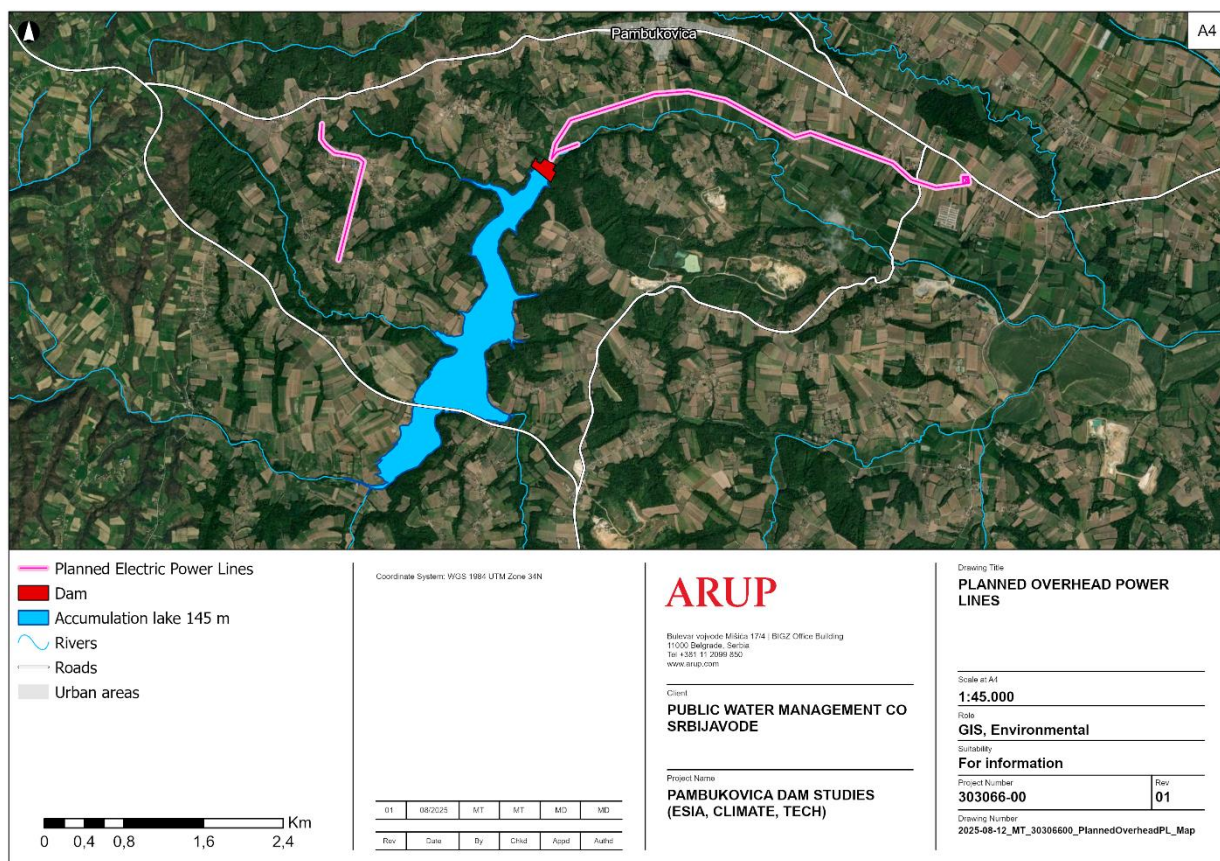 Pambukovica
A4
Planned Electric Power Lines
Dam
Accumulation lake 145 m
Rivers
Roads
Urban areas
0 0,4 0,8 1,6 2,4 Km
Coordinate System: WGS 1984 UTM Zone 34N
01 08/2025 MT MT MD MD
Rev Date By Chkd Appd Authd
ARUP
Bulevar vojvode Mišića 17/4 | BIGZ Office Building
11000 Belgrade, Serbia
Tel +381 11 2099 850
www.arup.com
Client
PUBLIC WATER MANAGEMENT CO
SRBIJAVODE
Project Name
PAMBUKOVICA DAM STUDIES
(ESIA, CLIMATE, TECH)
Drawing Title
PLANNED OVERHEAD POWER
LINES
Scale at A4
1:45.000
Role
GIS, Environmental
Suitability
For information
Project Number Rev
303066-00 01
Drawing Number
2025-08-12_MT_30306600_PlannedOverheadPL_Map